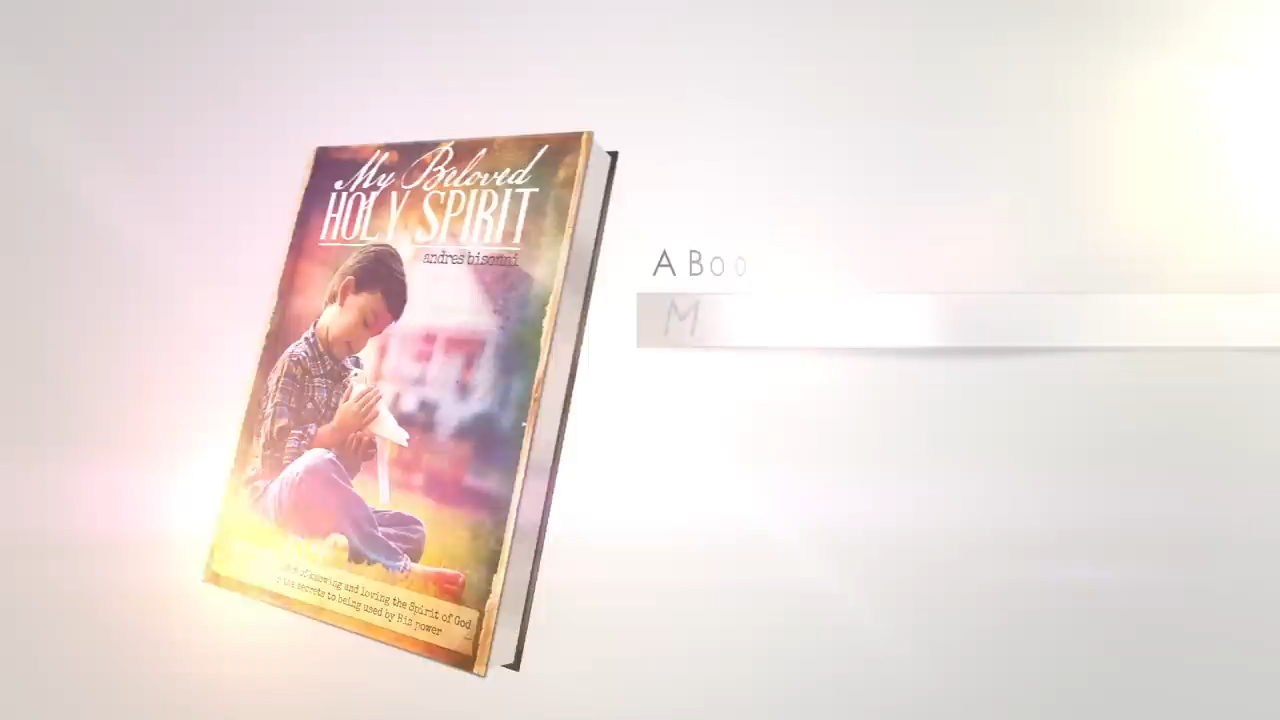 My Beloved
HOLY SPIRIT
andres bisonni
of knowing and loving the Spirit of God
the secrets to being used by His power
A Boo
M